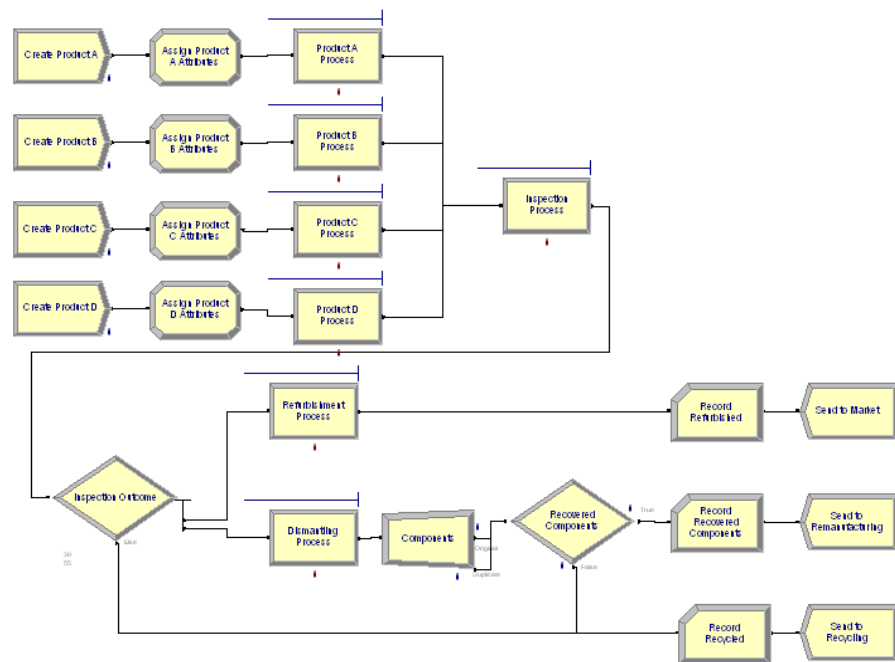 Create Product A
Assign Product
A Attributes
Product A
Process
Create Product B
Assign Product
B Attributes
Product B
Process
Create Product C
Assign Product
C Attributes
Product C
Process
Inspection
Process
Create Product D
Assign Product
D Attributes
Product D
Process
Refurbishment
Process
Record
Refurbished
Send to Market
Inspection Outcome
Else
30
55
Dismantling
Process
Components
Original
Duplicate
Recovered
Components
True
False
Record
Recovered
Components
Send to
Remanufacturing
Record
Recycled
Send to
Recycling